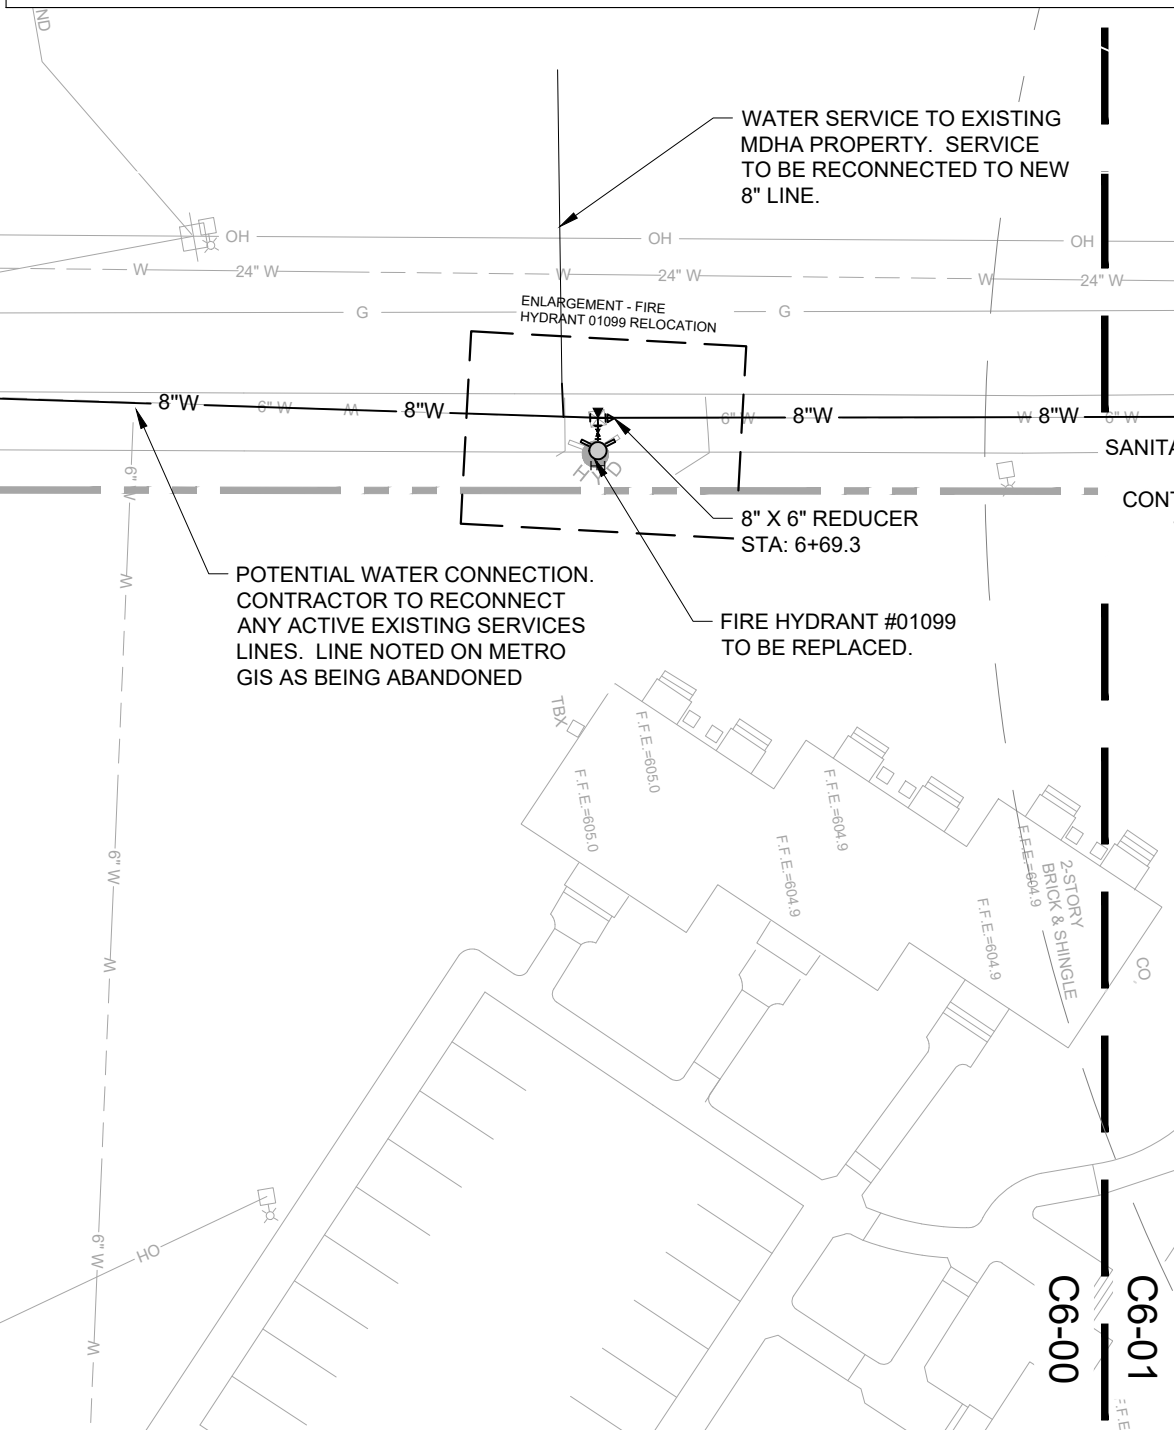 ND
WATER SERVICE TO EXISTING
MDHA PROPERTY. SERVICE
TO BE RECONNECTED TO NEW
8" LINE.
OH
OH
OH
W
24" W
W
24" W
W
24" W
G
G
ENLARGEMENT - FIRE
HYDRANT 01099 RELOCATION
8"W
6" W
W
8"W
6" W
8"W
W
8"W
6" W
SANITA
HYD
CONT
6" W
8" X 6" REDUCER
STA: 6+69.3
W
POTENTIAL WATER CONNECTION.
CONTRACTOR TO RECONNECT
ANY ACTIVE EXISTING SERVICES
LINES. LINE NOTED ON METRO
GIS AS BEING ABANDONED
FIRE HYDRANT #01099
TO BE REPLACED.
TBX
F.F.E.=605.0
F.F.E.=605.0
F.F.E.=604.9
F.F.E.=604.9
F.F.E.=604.9
F.F.E.=604.9
2-STORY
BRICK & SHINGLE
CO
6" W
W
6" W
OH
W
C6-00
C6-01
F.F.E